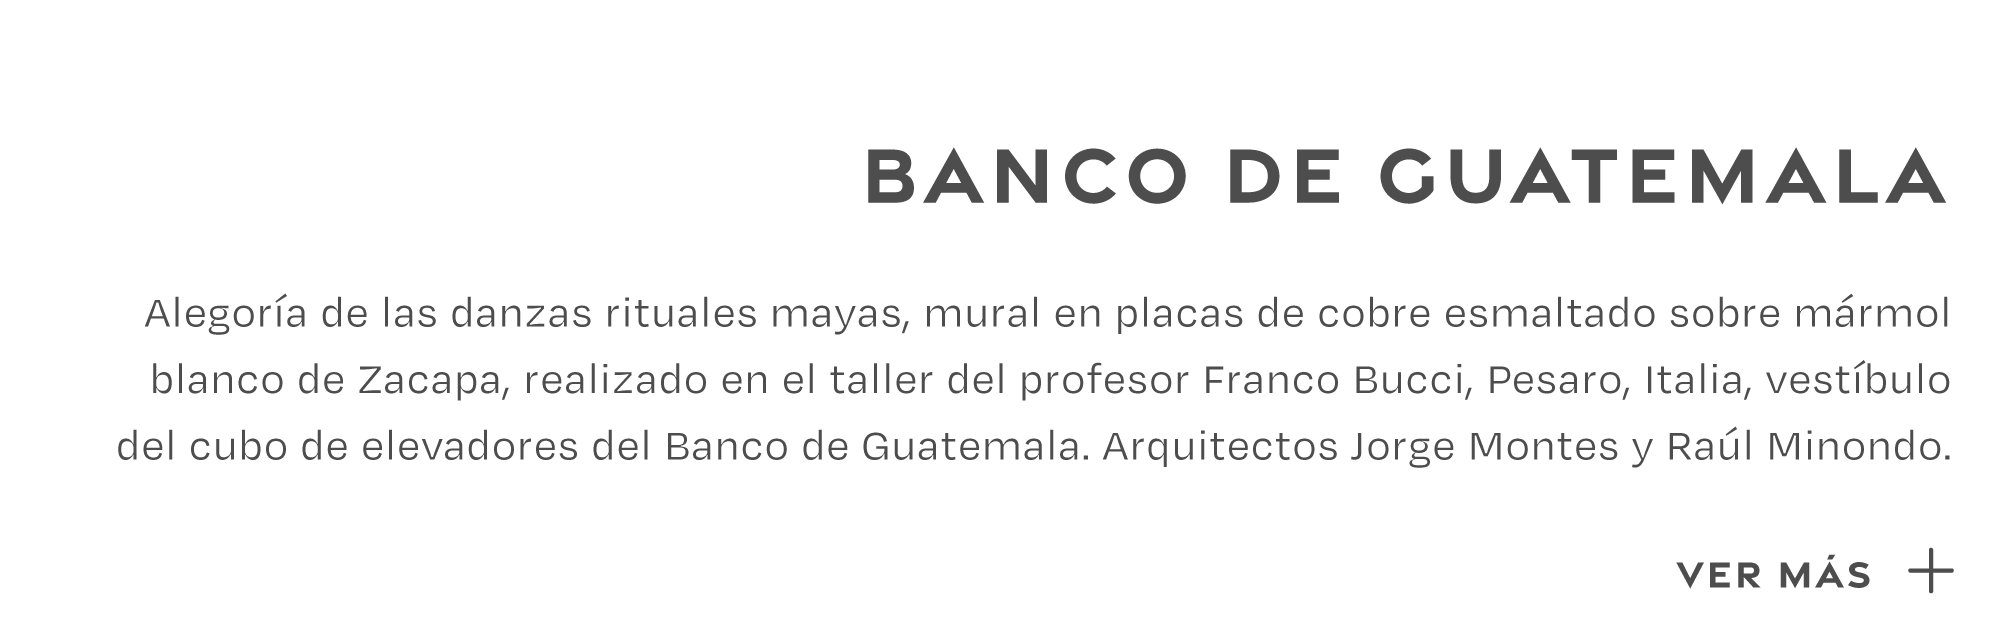 BANCO DE GUATEMALA
Alegoría de las danzas rituales mayas, mural en placas de cobre esmaltado sobre mármol
blanco de Zacapa, realizado en el taller del profesor Franco Bucci, Pesaro, Italia, vestíbulo
del cubo de elevadores del Banco de Guatemala. Arquitectos Jorge Montes y Raúl Minondo.
VER MÁS +